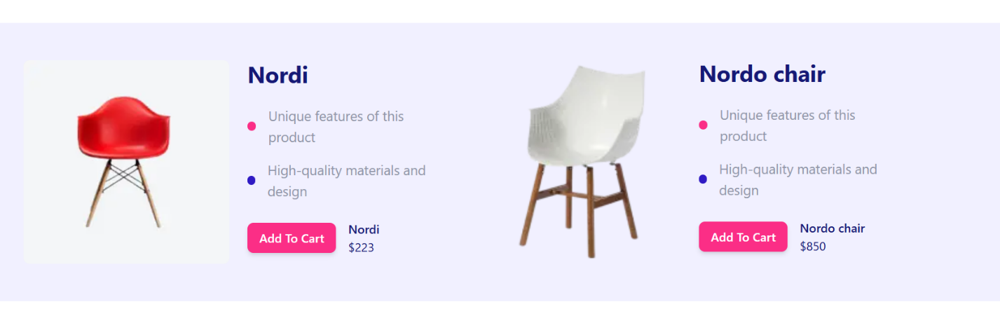 Nordi
Unique features of this
product
High-quality materials and
design
Add To Cart
Nordi
$223
Nordo chair
Unique features of this
product
High-quality materials and
design
Add To Cart
Nordo chair
$850